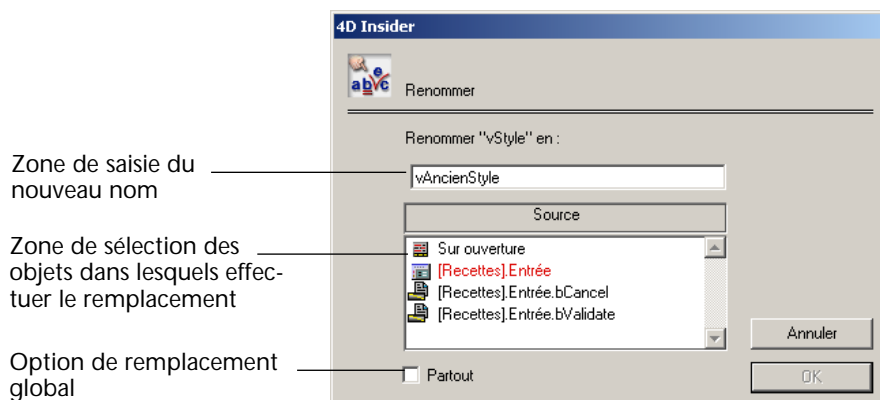 4D Insider
abc
e
Renommer
Renommer "vStyle" en :
Zone de saisie du
nouveau nom
vAncienStyle
Source
Zone de sélection des
objets dans lesquels effec-
tuer le remplacement
Sur ouverture
[Recettes].Entrée
[Recettes].Entrée.bCancel
[Recettes].Entrée.bValidate
Annuler
Option de remplacement
global
Partout
OK